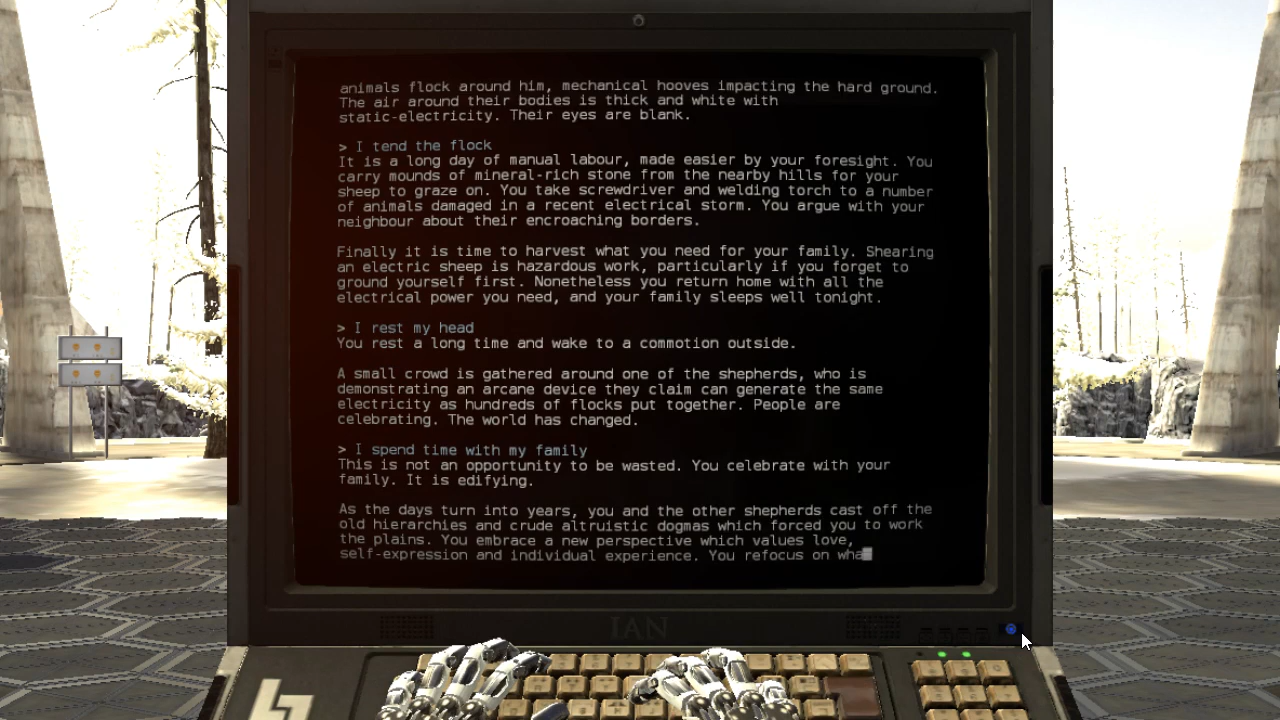 animals flock around him, mechanical hooves impacting the hard ground.
The air around their bodies is thick and white with
static-electricity. Their eyes are blank.
> I tend the flock
It is a long day of manual labour, made easier by your foresight. You
carry mounds of mineral-rich stone from the nearby hills for your
sheep to graze on. You take screwdriver and welding torch to a number
of animals damaged in a recent electrical storm. You argue with your
neighbour about their encroaching borders.
Finally it is time to harvest what you need for your family. Shearing
an electric sheep is hazardous work, particularly if you forget to
ground yourself first. Nonetheless you return home with all the
electrical power you need, and your family sleeps well tonight.
> I rest my head
You rest a long time and wake to a commotion outside.
A small crowd is gathered around one of the shepherds, who is
demonstrating an arcane device they claim can generate the same
electricity as hundreds of flocks put together. People are
celebrating. The world has changed.
> I spend time with my family
This is not an opportunity to be wasted. You celebrate with your
family. It is edifying.
As the days turn into years, you and the other shepherds cast off the
old hierarchies and crude altruistic dogmas which forced you to work
the plains. You embrace a new perspective which values love,
self-expression and individual experience. You refocus on wha
IAN